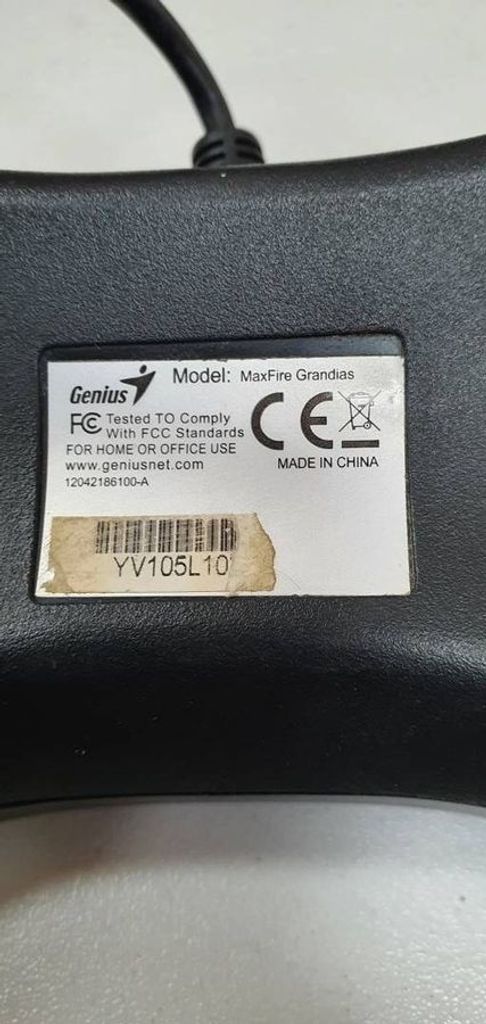 Genius Model: MaxFire Grandias
FC Tested TO Comply
With FCC Standards
CE
FOR HOME OR OFFICE USE
www.geniusnet.com MADE IN CHINA
12042186100-A
YV105L10